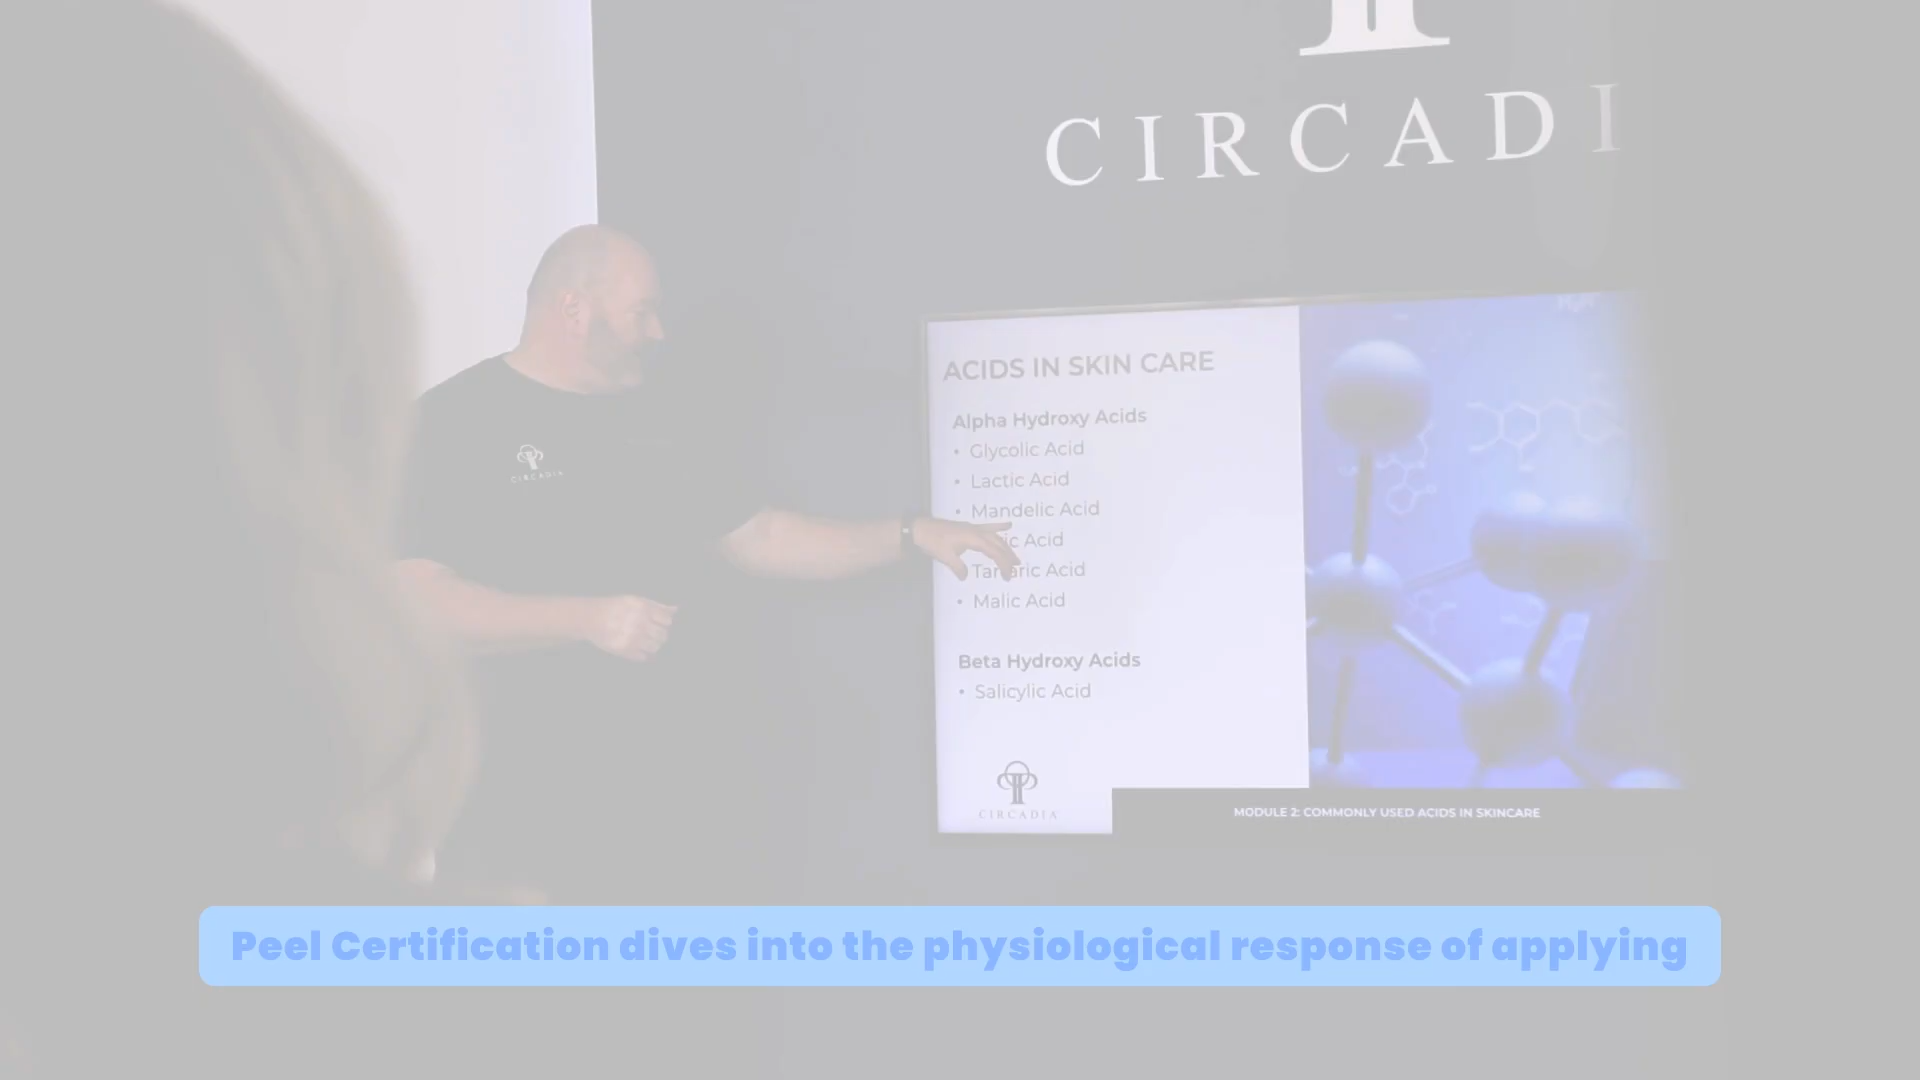 CIRCADI
ACIDS IN SKIN CARE
Alpha Hydroxy Acids
• Glycolic Acid
• Lactic Acid
• Mandelic Acid
Acid
Acid
• Malic Acid
Beta Hydroxy Acids
• Salicylic Acid
CIRCADIA
CIRCADIA
MODULE 2: COMMONLY USED ACIDS IN SKINCARE
Peel Certification dives into the physiological response of applying